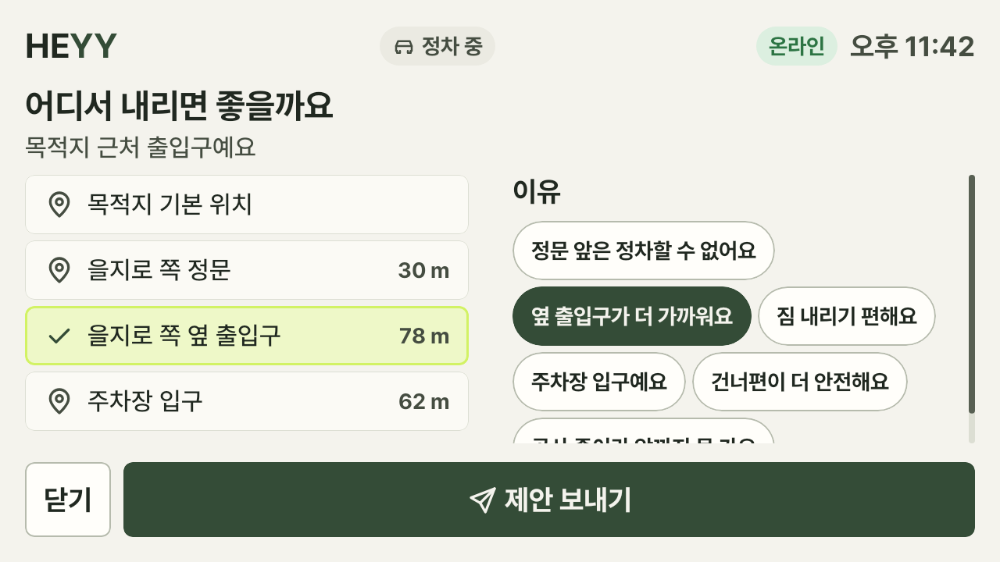 HEYY
정차 중
온라인
오후 11:42
어디서 내리면 좋을까요
목적지 근처 출입구예요
목적지 기본 위치
을지로 쪽 정문 30 m
을지로 쪽 옆 출입구 78 m
주차장 입구 62 m
이유
정문 앞은 정차할 수 없어요
옆 출입구가 더 가까워요
짐 내리기 편해요
주차장 입구예요
건너편이 더 안전해요
닫기
제안 보내기